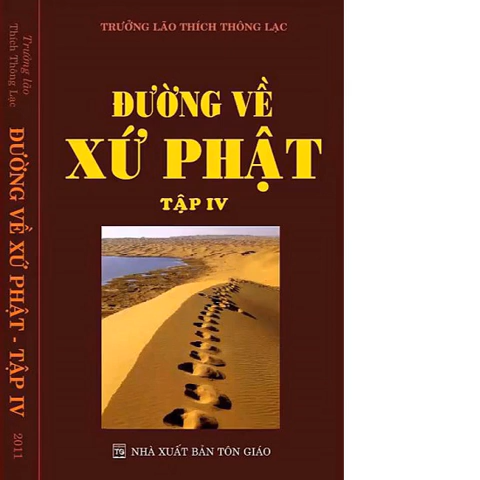 Trưởng lão
Thích Thông Lạc
ĐƯỜNG VỀ XỨ PHẬT - TẬP IV
2011
TRƯỞNG LÃO THÍCH THÔNG LẠC
ĐƯỜNG VỀ
XỨ PHẬT
TẬP IV
TG
NHÀ XUẤT BẢN TÔN GIÁO